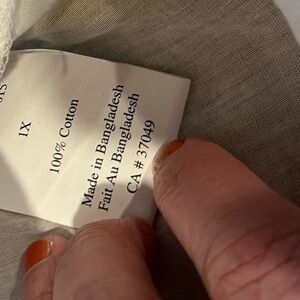 1X
100% Cotton
Made in Bangladesh
Fait Au Bangladesh
CA # 37049